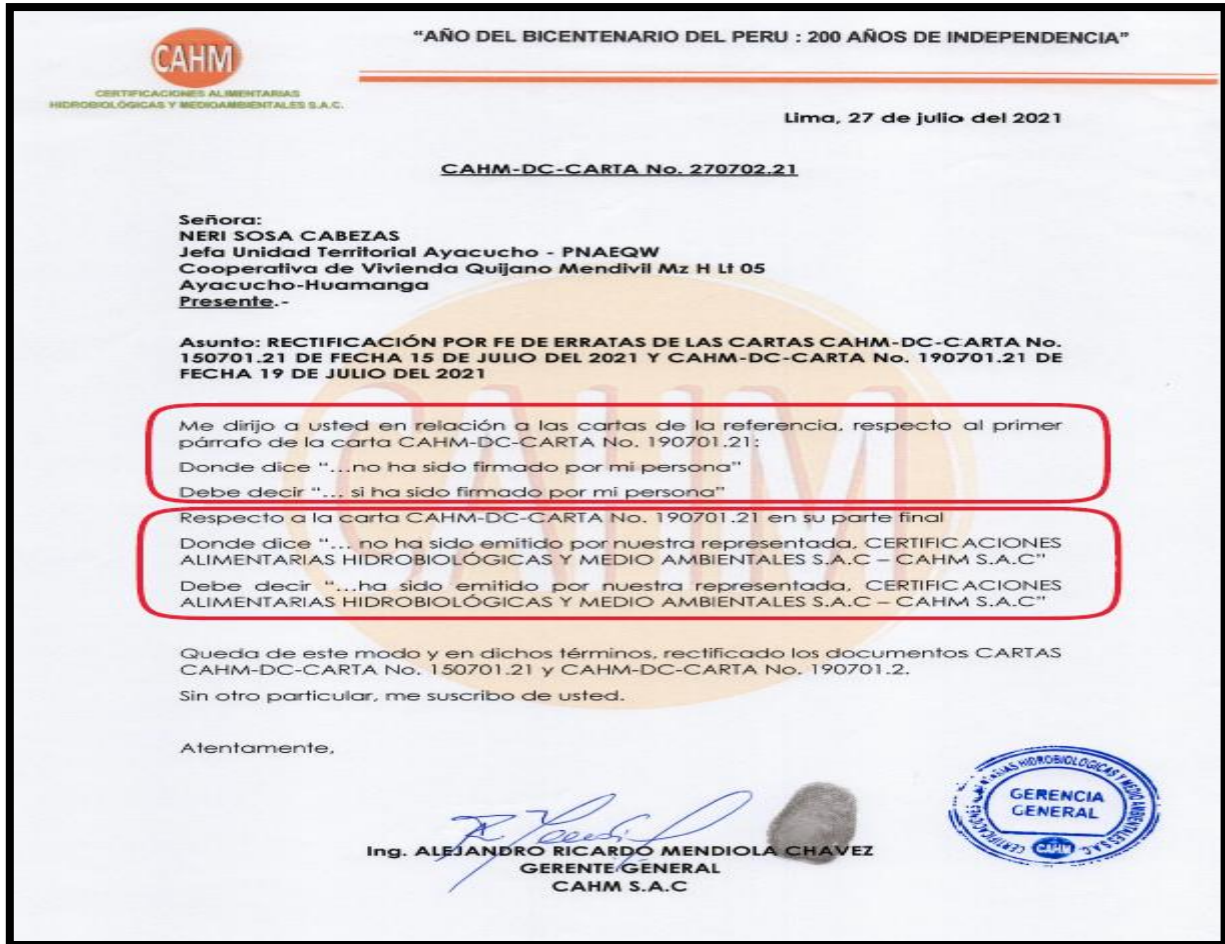 "AÑO DEL BICENTENARIO DEL PERU : 200 AÑOS DE INDEPENDENCIA"
CAHM
CERTIFICACIONES ALIMENTARIAS
HIDROBIOLÓGICAS Y MEDIOAMBIENTALES S.A.C.
Lima, 27 de julio del 2021
CAHM-DC-CARTA No. 270702.21
Señora:
NERI SOSA CABEZAS
Jefa Unidad Territorial Ayacucho - PNAEQW
Cooperativa de Vivienda Quijano Mendivil Mz H Lt 05
Ayacucho-Huamanga
Presente.-
Asunto: RECTIFICACIÓN POR FE DE ERRATAS DE LAS CARTAS CAHM-DC-CARTA No.
150701.21 DE FECHA 15 DE JULIO DEL 2021 Y CAHM-DC-CARTA No. 190701.21 DE
FECHA 19 DE JULIO DEL 2021
Me dirijo a usted en relación a las cartas de la referencia, respecto al primer
párrafo de la carta CAHM-DC-CARTA No. 190701.21:
Donde dice "...no ha sido firmado por mi persona"
Debe decir "... si ha sido firmado por mi persona"
Respecto a la carta CAHM-DC-CARTA No. 190701.21 en su parte final
Donde dice "... no ha sido emitido por nuestra representada, CERTIFICACIONES
ALIMENTARIAS HIDROBIOLÓGICAS Y MEDIO AMBIENTALES S.A.C – CAHM S.A.C"
Debe decir "...ha sido emitido por nuestra representada, CERTIFICACIONES
ALIMENTARIAS HIDROBIOLÓGICAS Y MEDIO AMBIENTALES S.A.C – CAHM S.A.C"
Queda de este modo y en dichos términos, rectificado los documentos CARTAS
CAHM-DC-CARTA No. 150701.21 y CAHM-DC-CARTA No. 190701.2.
Sin otro particular, me suscribo de usted.
Atentamente,
Ing. ALEJANDRO RICARDO MENDIOLA CHAVEZ
GERENTE GENERAL
CAHM S.A.C
GERENCIA
GENERAL
CAHM